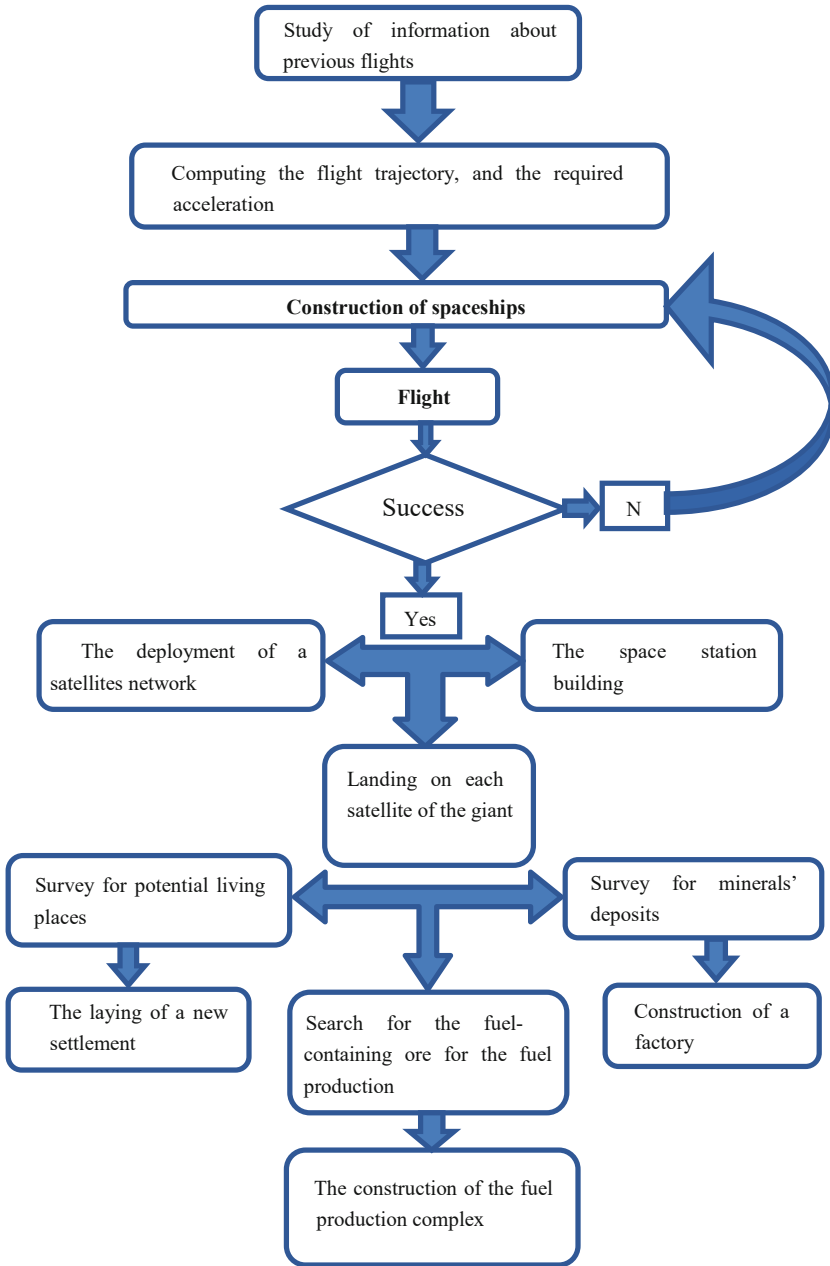 Study of information about
previous flights
Computing the flight trajectory, and the required
acceleration
Construction of spaceships
Flight
Success
N
Yes
The deployment of a
satellites network
The space station
building
Landing on each
satellite of the giant
Survey for potential living
places
Survey for minerals’
deposits
The laying of a new
settlement
Search for the fuel-
containing ore for the fuel
production
Construction of a
factory
The construction of the fuel
production complex